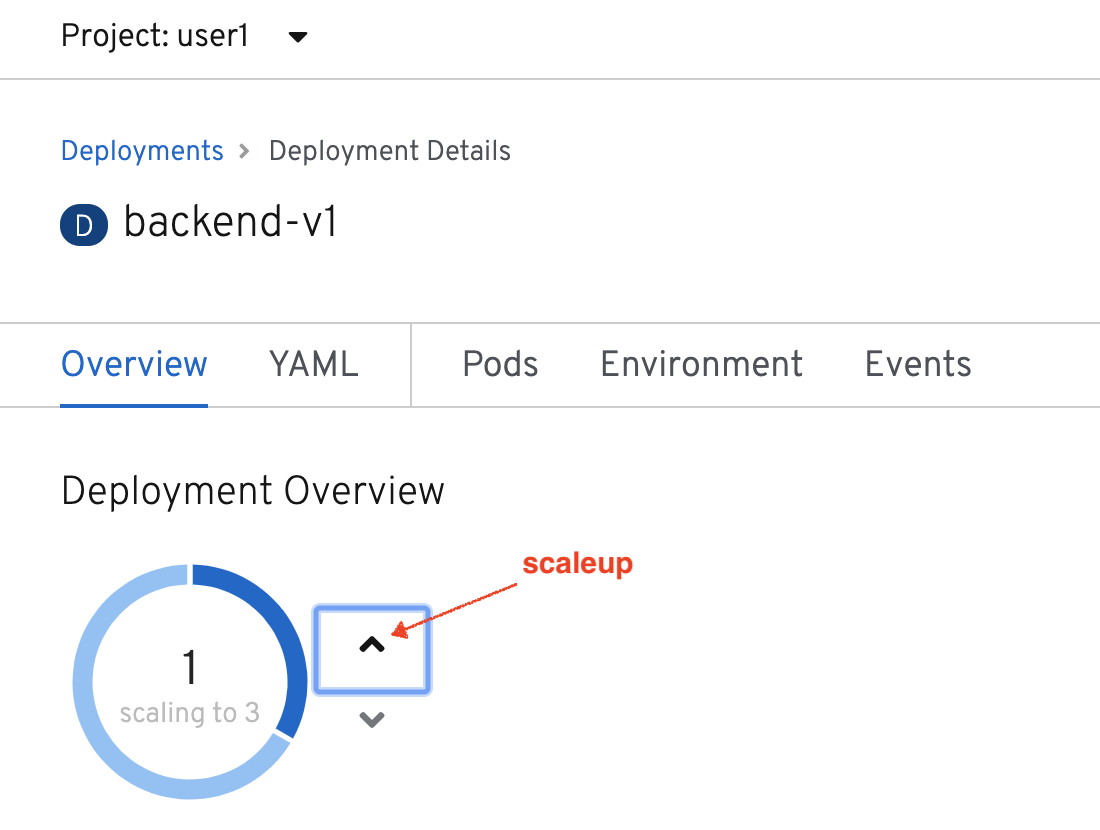 Project: user1
Deployments > Deployment Details
D backend-v1
Overview YAML Pods Environment Events
Deployment Overview
scaleup
1
scaling to 3